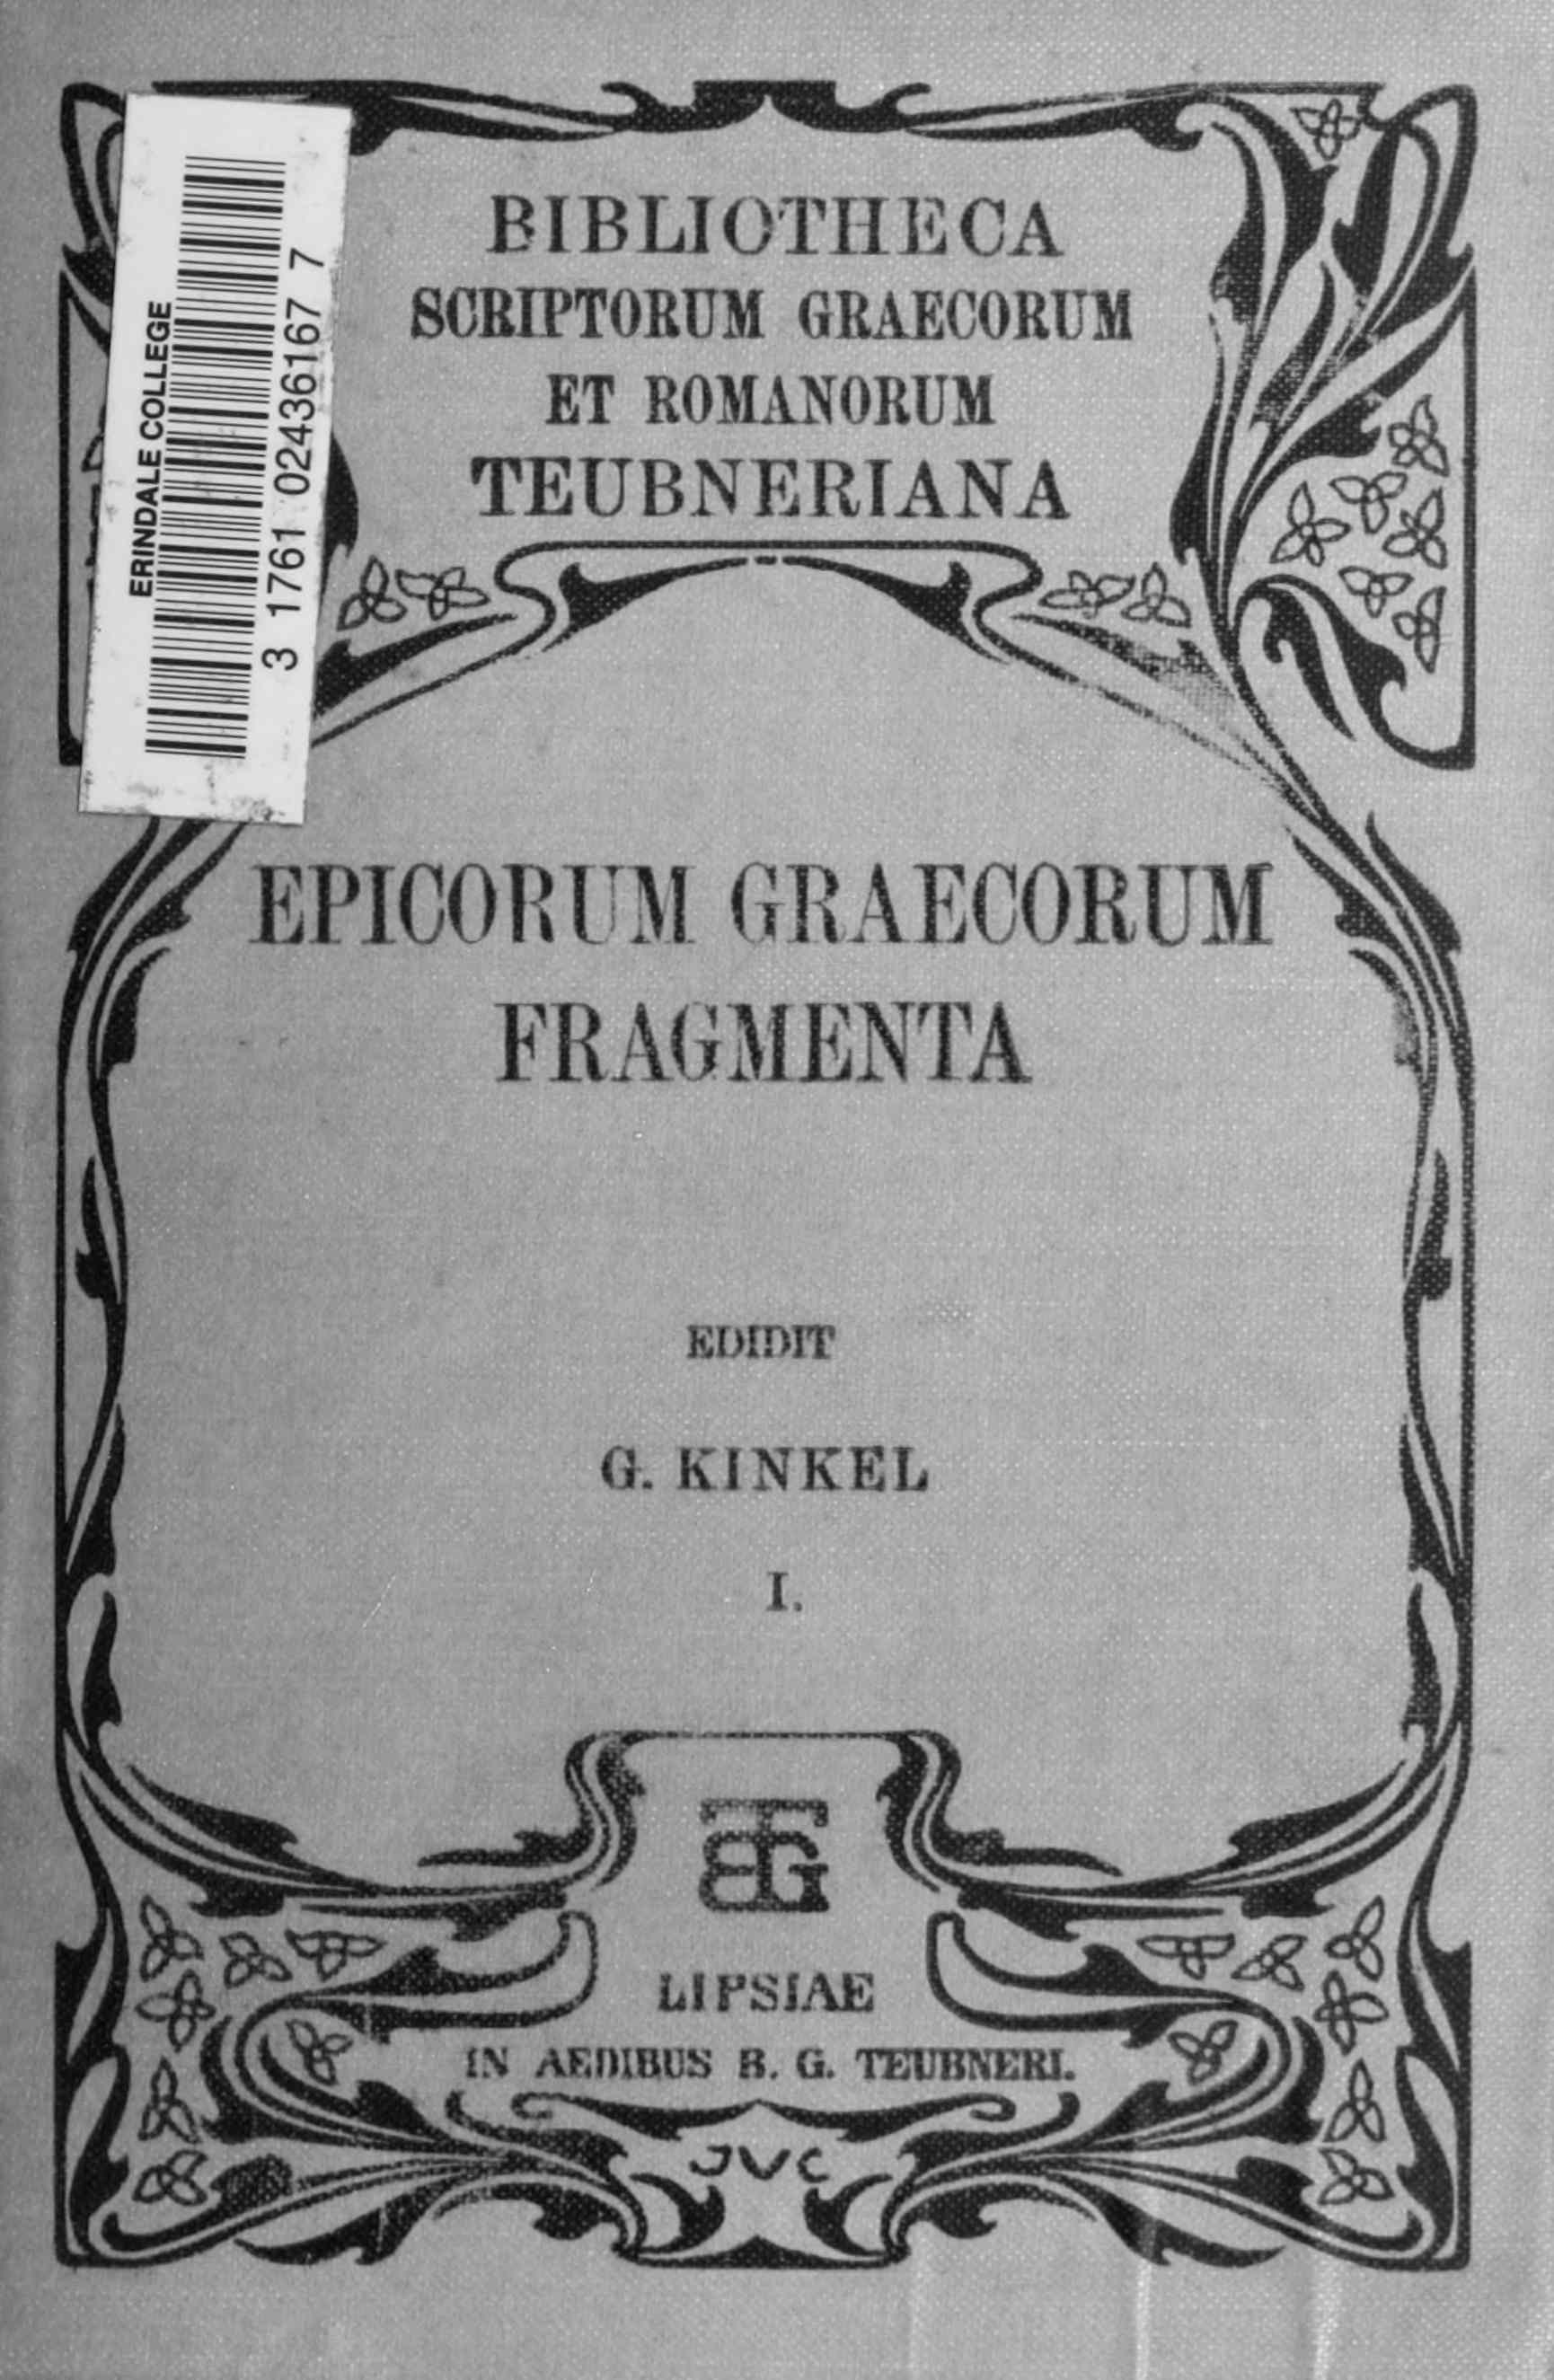 ERINDALE COLLEGE
3 1761 02436167 7
BIBLIOTHECA
SCRIPTORUM GRAECORUM
ET ROMANORUM
TEUBNERIANA
EPICORUM GRAECORUM
FRAGMENTA
EDIDIT
G. KINKEL
I.
BTG
LIPSIAE
IN AEDIBUS B. G. TEUBNERI.
JVC